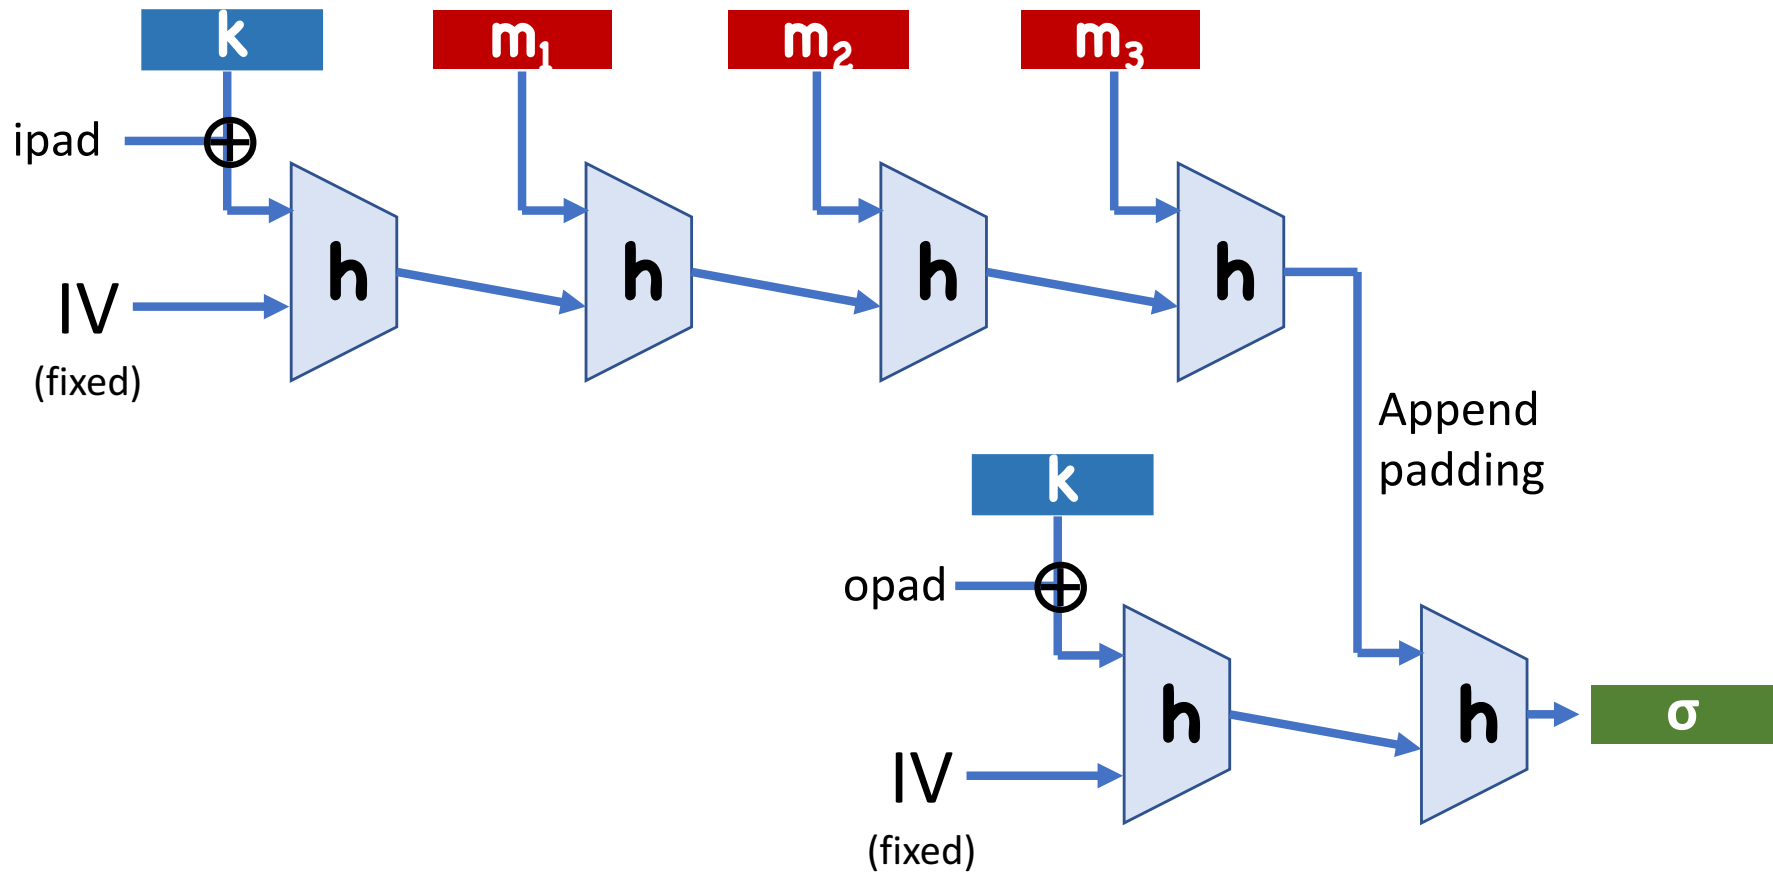 k m₁ m₂ m₃
ipad
h h h h
IV
(fixed)
Append
padding
k
opad
h h
σ
IV
(fixed)